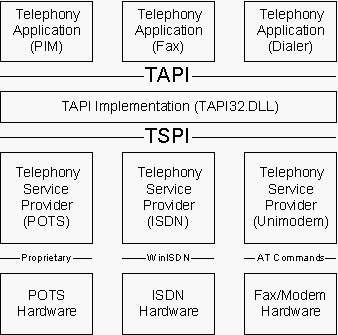 Telephony Application (PIM)
Telephony Application (Fax)
Telephony Application (Dialer)
TAPI
TAPI Implementation (TAPI32.DLL)
TSPI
Telephony Service Provider (POTS)
Telephony Service Provider (ISDN)
Telephony Service Provider (Unimodem)
Proprietary
WinISDN
AT Commands
POTS Hardware
ISDN Hardware
Fax/Modem Hardware